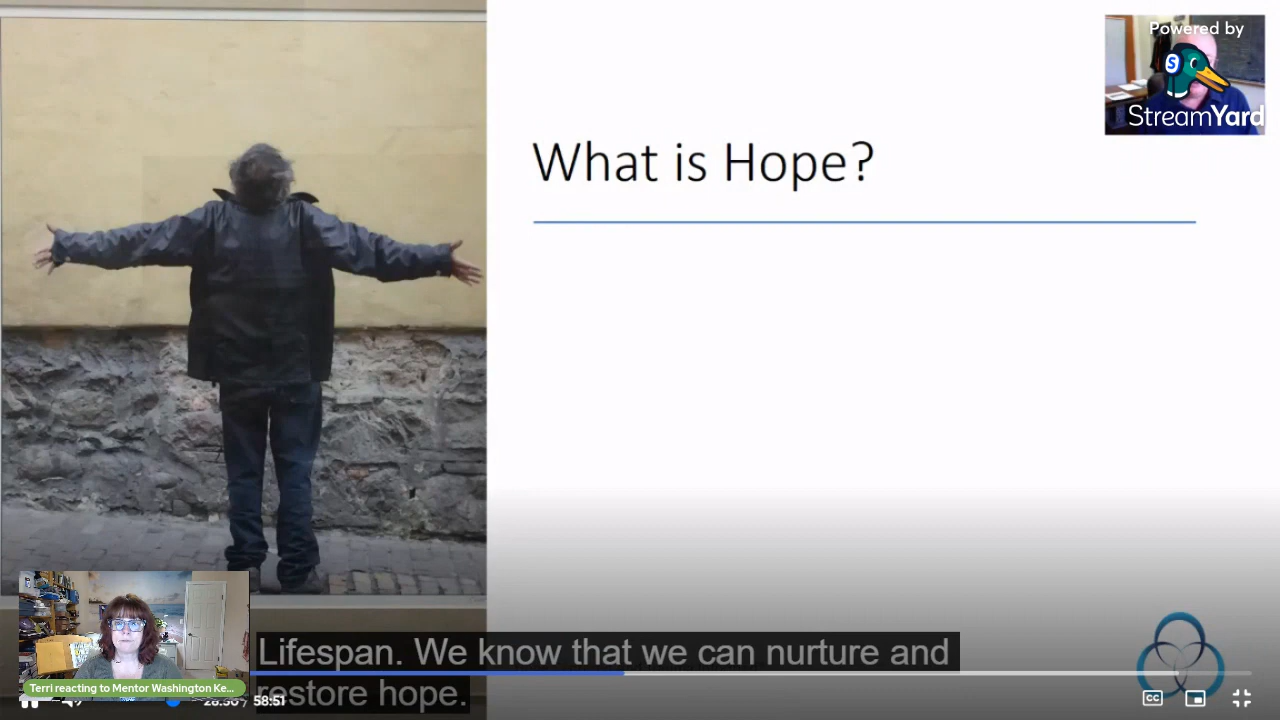 Powered by
S
StreamYard
What is Hope?
Lifespan. We know that we can nurture and
restore hope.
Terri reacting to Mentor Washington Ke...
58:51
CC